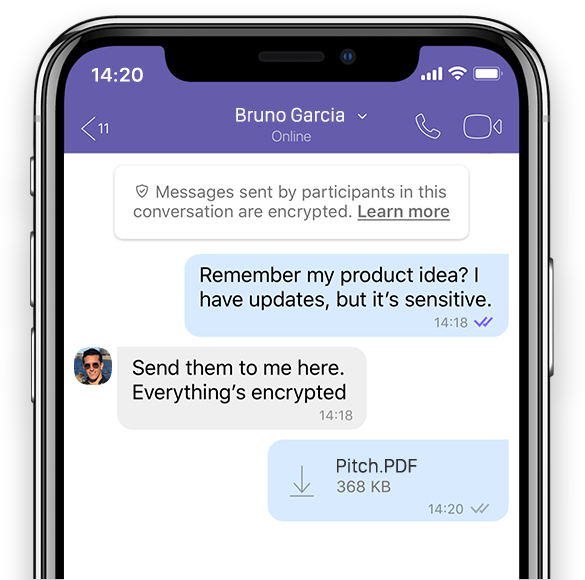 14:20
11
Bruno Garcia
Online
Messages sent by participants in this
conversation are encrypted. Learn more
Remember my product idea? I
have updates, but it’s sensitive.
14:18
Send them to me here.
Everything’s encrypted
14:18
Pitch.PDF
368 KB
14:20